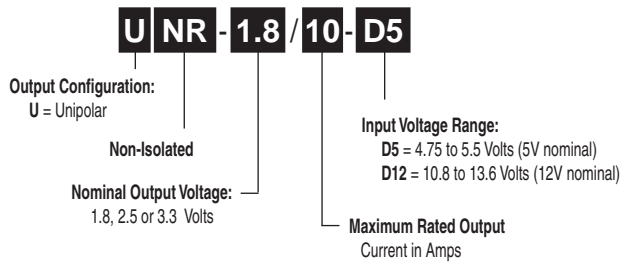 U NR - 1.8 / 10 - D5
Output Configuration:
U = Unipolar
Non-Isolated
Nominal Output Voltage:
1.8, 2.5 or 3.3 Volts
Input Voltage Range:
D5 = 4.75 to 5.5 Volts (5V nominal)
D12 = 10.8 to 13.6 Volts (12V nominal)
Maximum Rated Output
Current in Amps